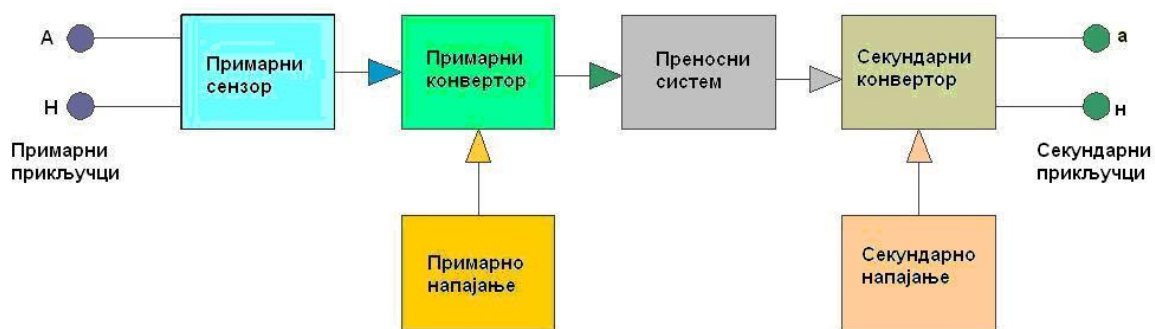 А
Н
Примарни
прикључци
Примарни
сензор
Примарни
конвертор
Преносни
систем
Секундарни
конвертор
а
н
Секундарни
прикључци
Примарно
напајање
Секундарно
напајање